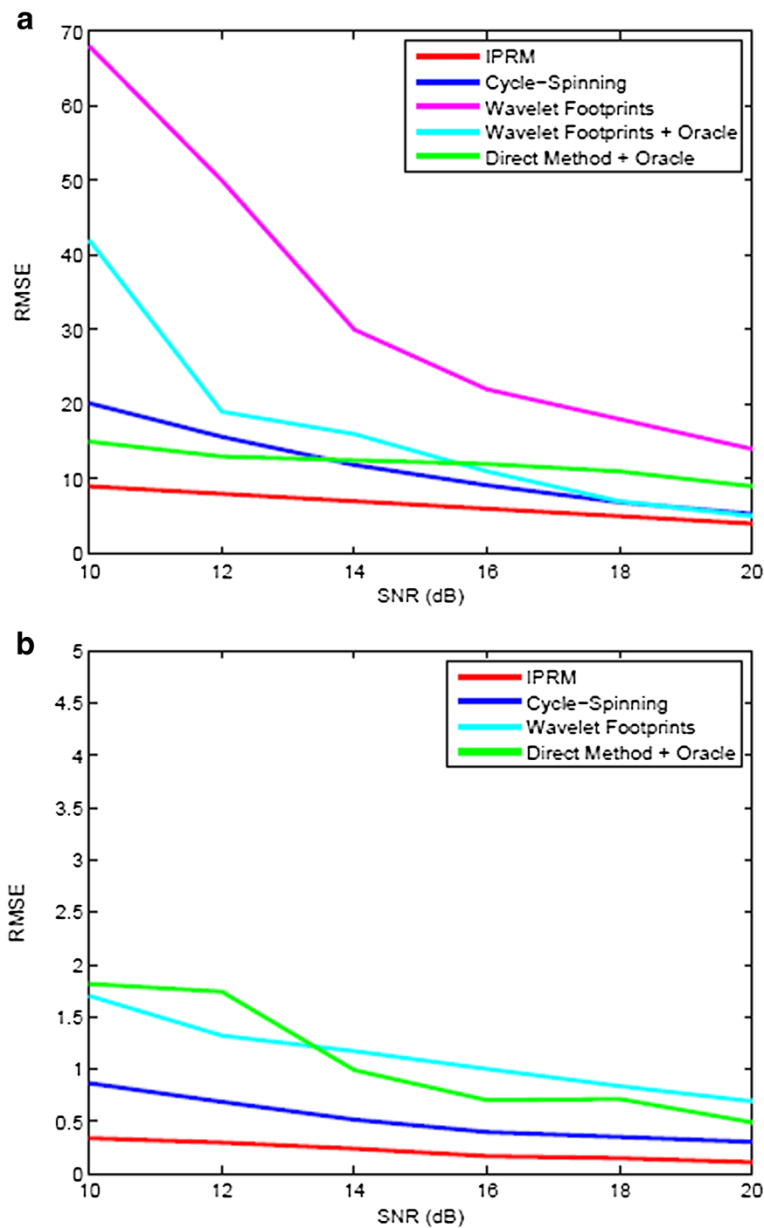 a
70
60
50
40
30
20
10
0
RMSE
10 12 14 16 18 20
SNR (dB)
IPRM
Cycle-Spinning
Wavelet Footprints
Wavelet Footprints + Oracle
Direct Method + Oracle
b
5
4.5
4
3.5
3
2.5
2
1.5
1
0.5
0
RMSE
10 12 14 16 18 20
SNR (dB)
IPRM
Cycle-Spinning
Wavelet Footprints
Direct Method + Oracle